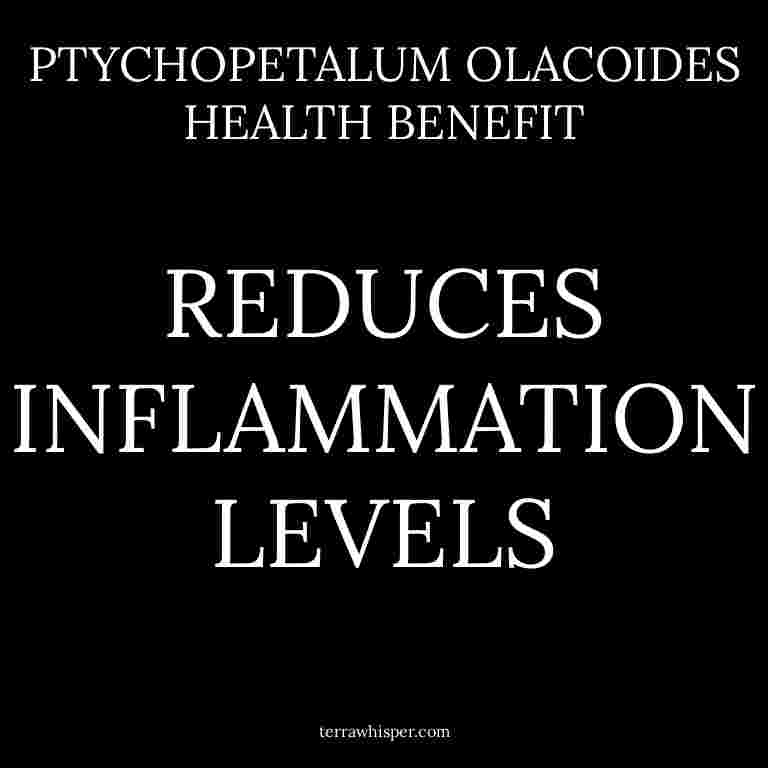 PTYCHOPETALUM OLACOIDES
HEALTH BENEFIT
REDUCES
INFLAMMATION
LEVELS
terrawhisper.com